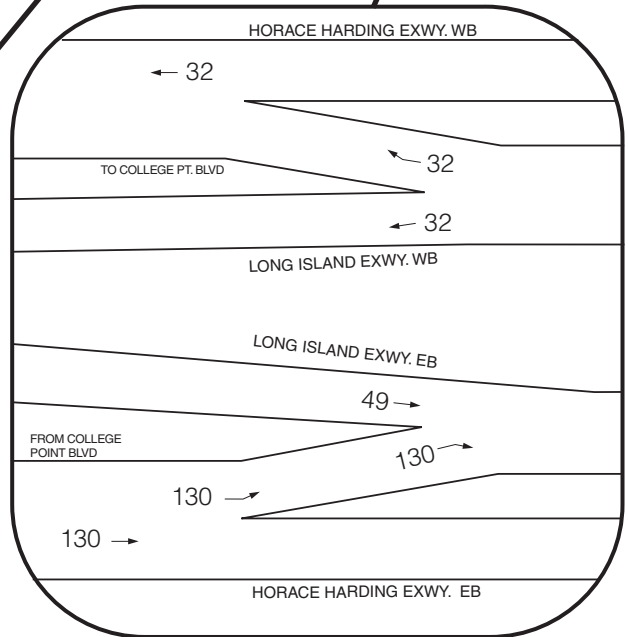 HORACE HARDING EXWY. WB
32
TO COLLEGE PT. BLVD
32
32
LONG ISLAND EXWY. WB
LONG ISLAND EXWY. EB
49
FROM COLLEGE
POINT BLVD
130
130
130
HORACE HARDING EXWY. EB